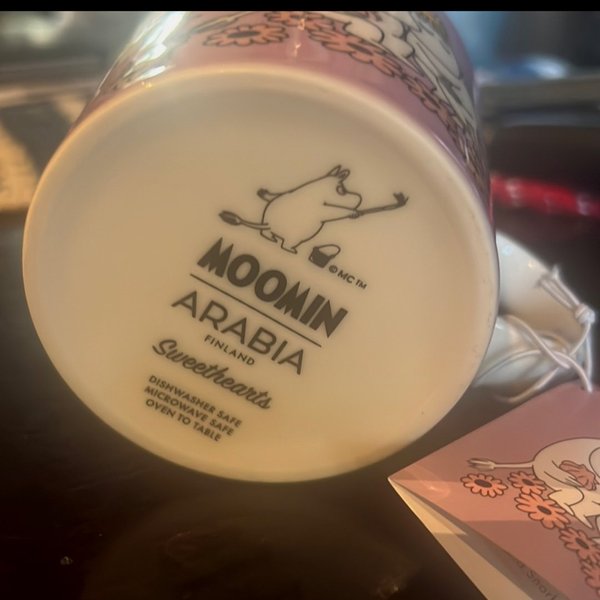 © MC ™
MOOMIN
ARABIA
FINLAND
Sweethearts
DISHWASHER SAFE
MICROWAVE SAFE
OVEN TO TABLE